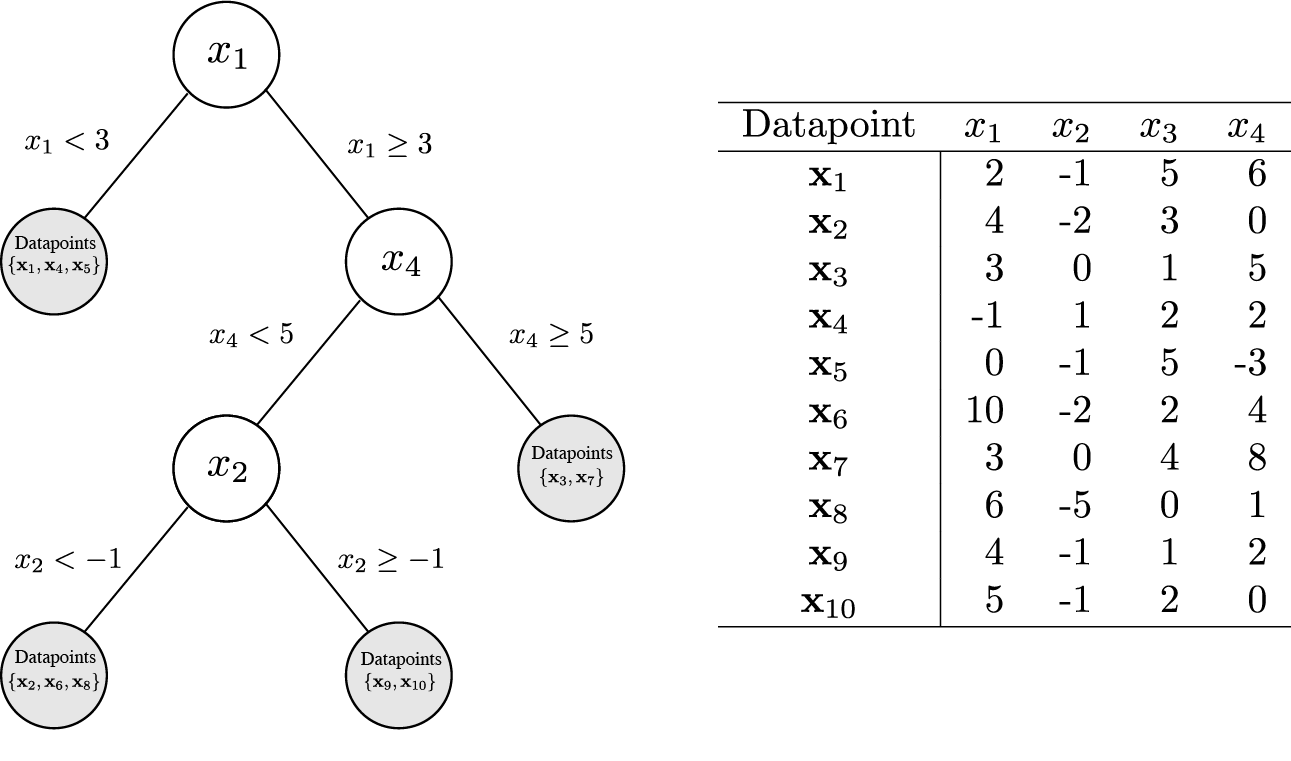 x₁
x₁ < 3
x₁ ≥ 3
Datapoints
{𝐱₁, 𝐱₄, 𝐱₅}
x₄
x₄ < 5
x₄ ≥ 5
x₂
Datapoints
{𝐱₃, 𝐱₇}
x₂ < −1
x₂ ≥ −1
Datapoints
{𝐱₂, 𝐱₆, 𝐱₈}
Datapoints
{𝐱₉, 𝐱₁₀}
Datapoint x₁ x₂ x₃ x₄
𝐱₁ 2 -1 5 6
𝐱₂ 4 -2 3 0
𝐱₃ 3 0 1 5
𝐱₄ -1 1 2 2
𝐱₅ 0 -1 5 -3
𝐱₆ 10 -2 2 4
𝐱₇ 3 0 4 8
𝐱₈ 6 -5 0 1
𝐱₉ 4 -1 1 2
𝐱₁₀ 5 -1 2 0